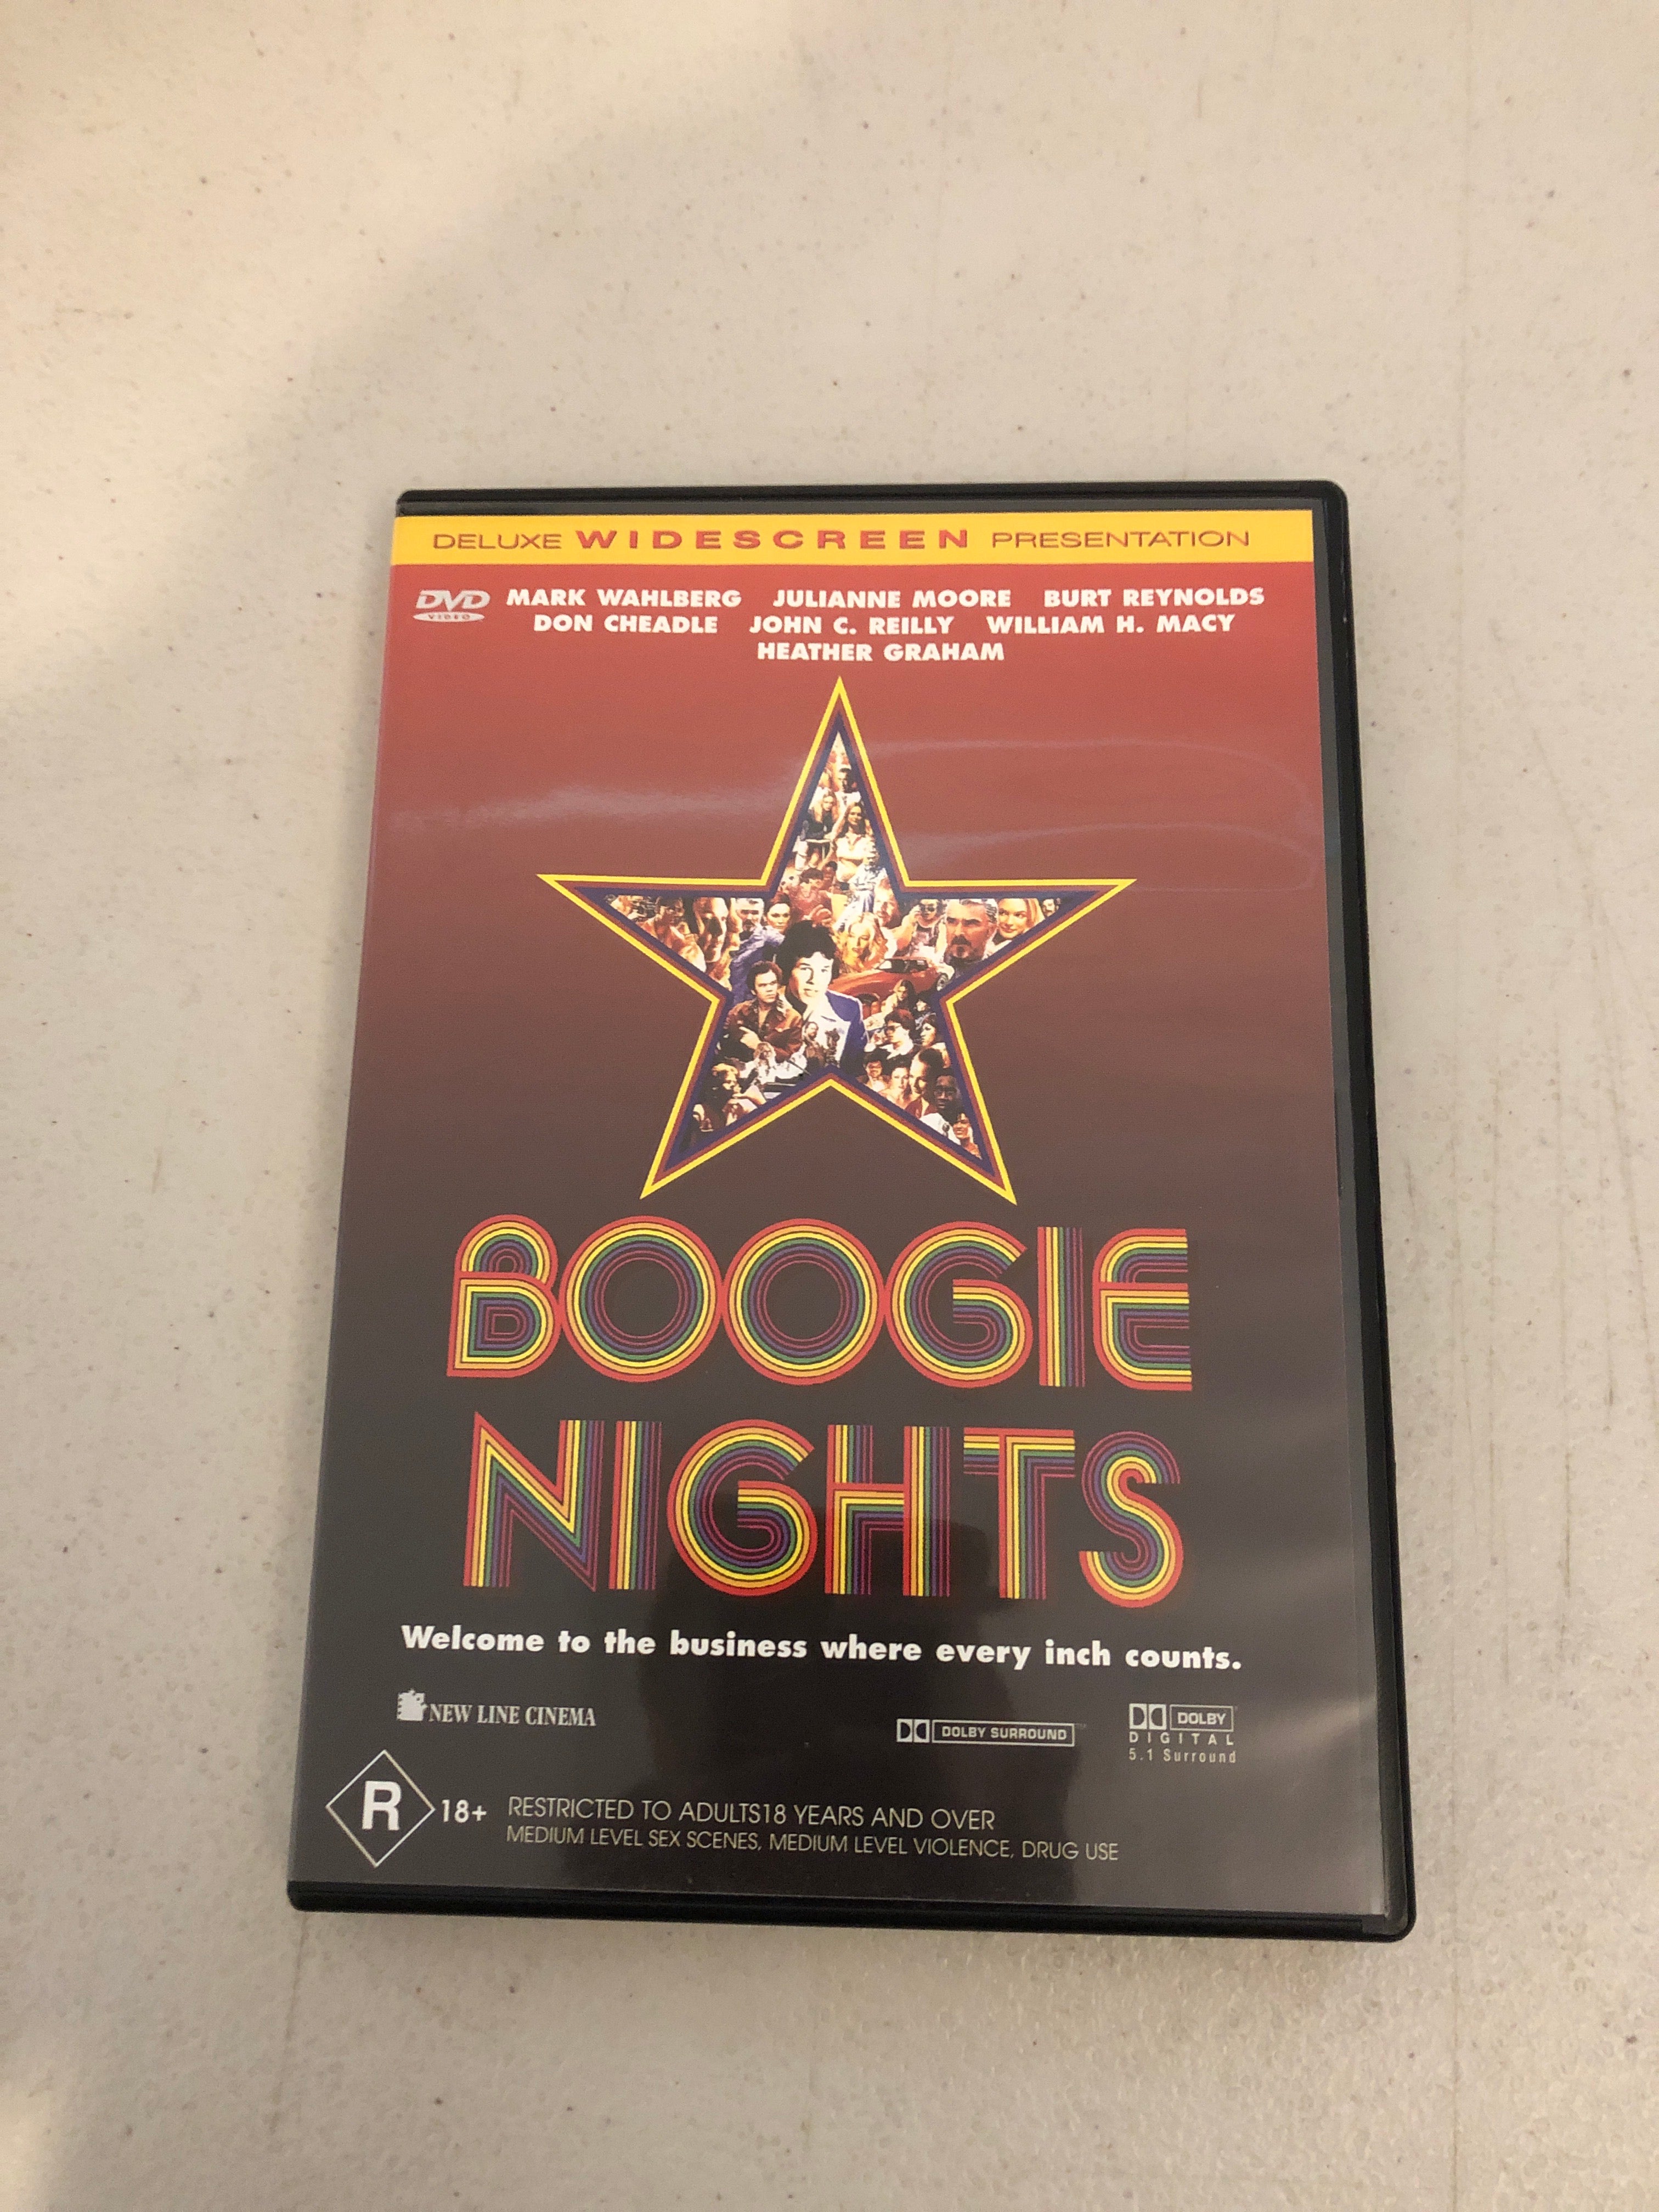 DELUXE WIDESCREEN PRESENTATION
DVD VIDEO
MARK WAHLBERG JULIANNE MOORE BURT REYNOLDS
DON CHEADLE JOHN C. REILLY WILLIAM H. MACY
HEATHER GRAHAM
BOOGIE
NIGHTS
Welcome to the business where every inch counts.
NEW LINE CINEMA
DOLBY SURROUND™
DOLBY
DIGITAL
5.1 Surround
R 18+ RESTRICTED TO ADULTS18 YEARS AND OVER
MEDIUM LEVEL SEX SCENES, MEDIUM LEVEL VIOLENCE, DRUG USE